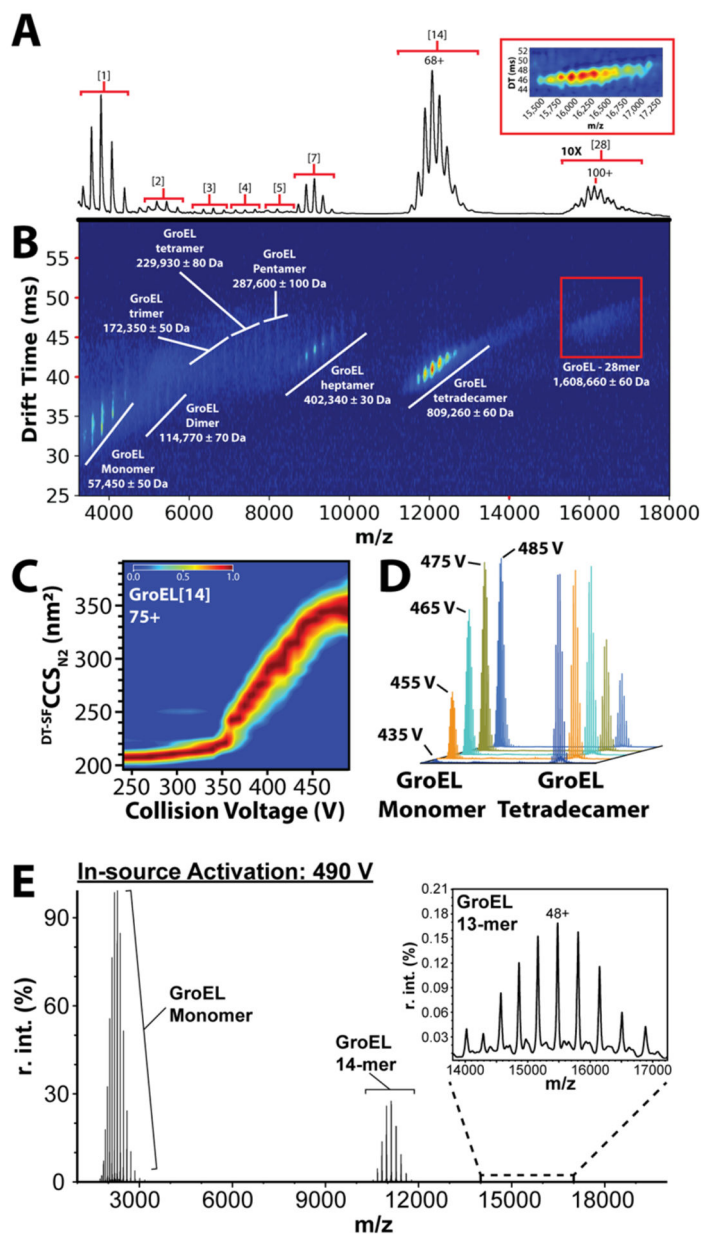 A
[1]
[2]
[3]
[4]
[5]
[7]
[14]
68+
10X
[28]
100+
DT (ms)
52
50
48
46
44
15,500
15,750
16,000
16,250
16,500
16,750
17,000
17,250
m/z
B
Drift Time (ms)
55
50
45
40
35
30
25
GroEL
tetramer
229,930 ± 80 Da
GroEL
Pentamer
287,600 ± 100 Da
GroEL
trimer
172,350 ± 50 Da
GroEL
Dimer
114,770 ± 70 Da
GroEL
Monomer
57,450 ± 50 Da
GroEL
heptamer
402,340 ± 30 Da
GroEL
tetradecamer
809,260 ± 60 Da
GroEL - 28mer
1,608,660 ± 60 Da
4000
6000
8000
10000
12000
14000
16000
18000
m/z
C
DT-SFCCSN2 (nm²)
350
300
250
200
0.0
0.5
1.0
GroEL[14]
75+
250
300
350
400
450
Collision Voltage (V)
D
485 V
475 V
465 V
455 V
435 V
GroEL
Monomer
GroEL
Tetradecamer
E
In-source Activation: 490 V
r. int. (%)
90
60
30
0
GroEL
Monomer
GroEL
14-mer
3000
6000
9000
12000
15000
18000
m/z
GroEL
13-mer
48+
r. int. (%)
0.21
0.18
0.15
0.12
0.09
0.06
0.03
14000
15000
16000
17000
m/z